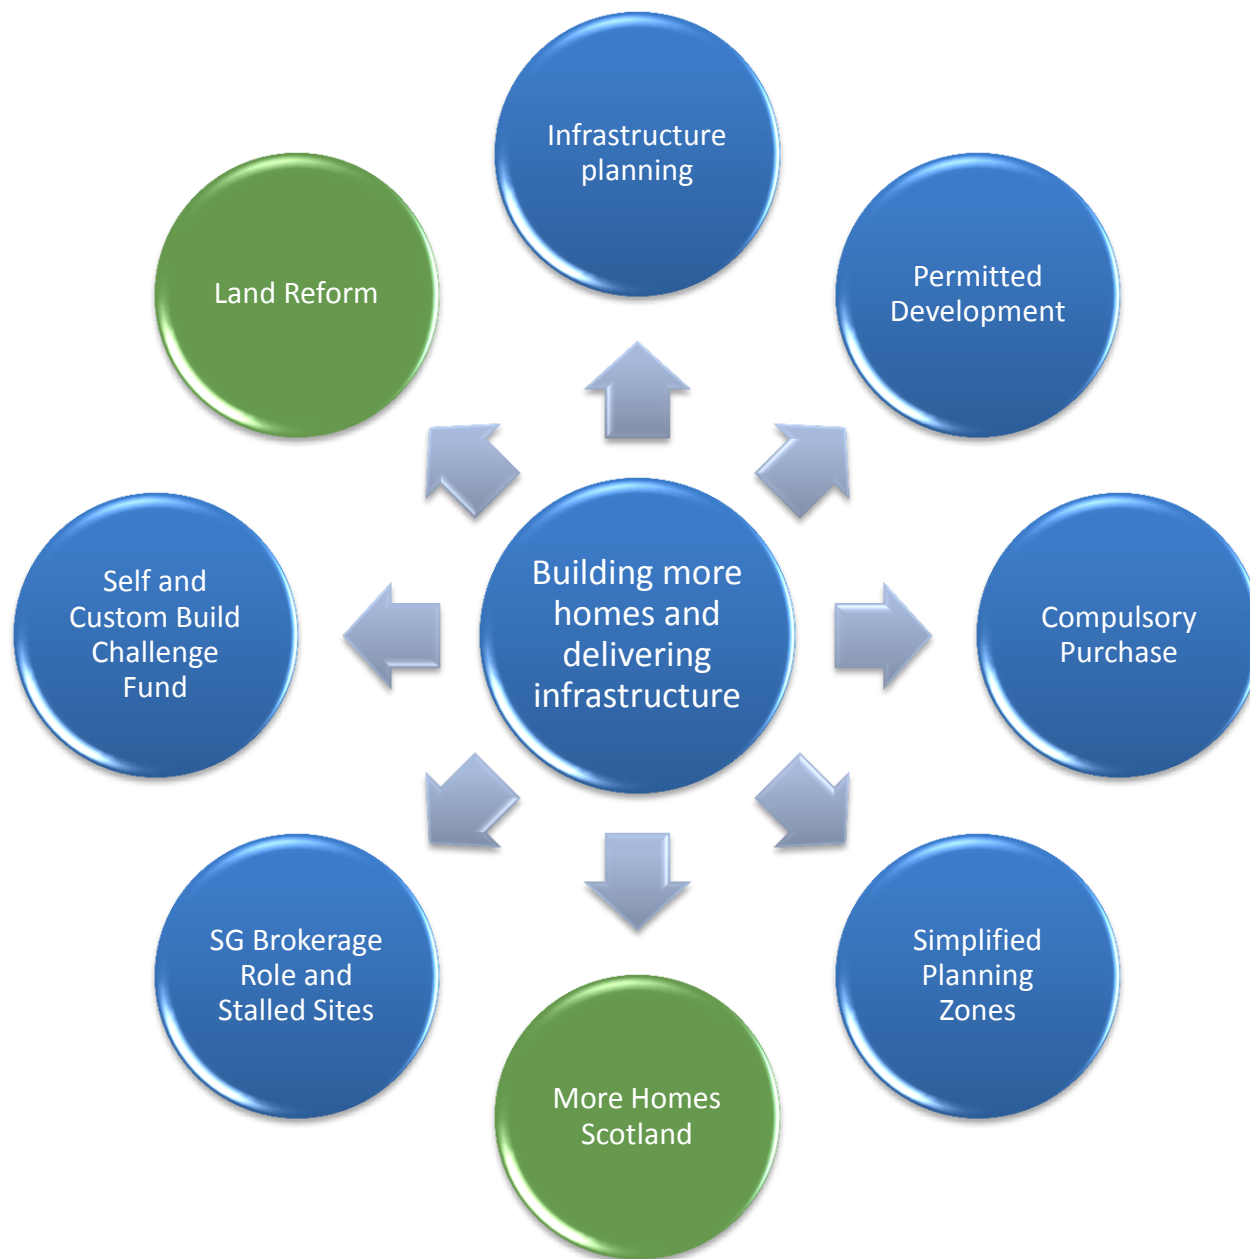 Infrastructure
planning
Land Reform
Permitted
Development
Self and
Custom Build
Challenge
Fund
Building more
homes and
delivering
infrastructure
Compulsory
Purchase
SG Brokerage
Role and
Stalled Sites
Simplified
Planning
Zones
More Homes
Scotland